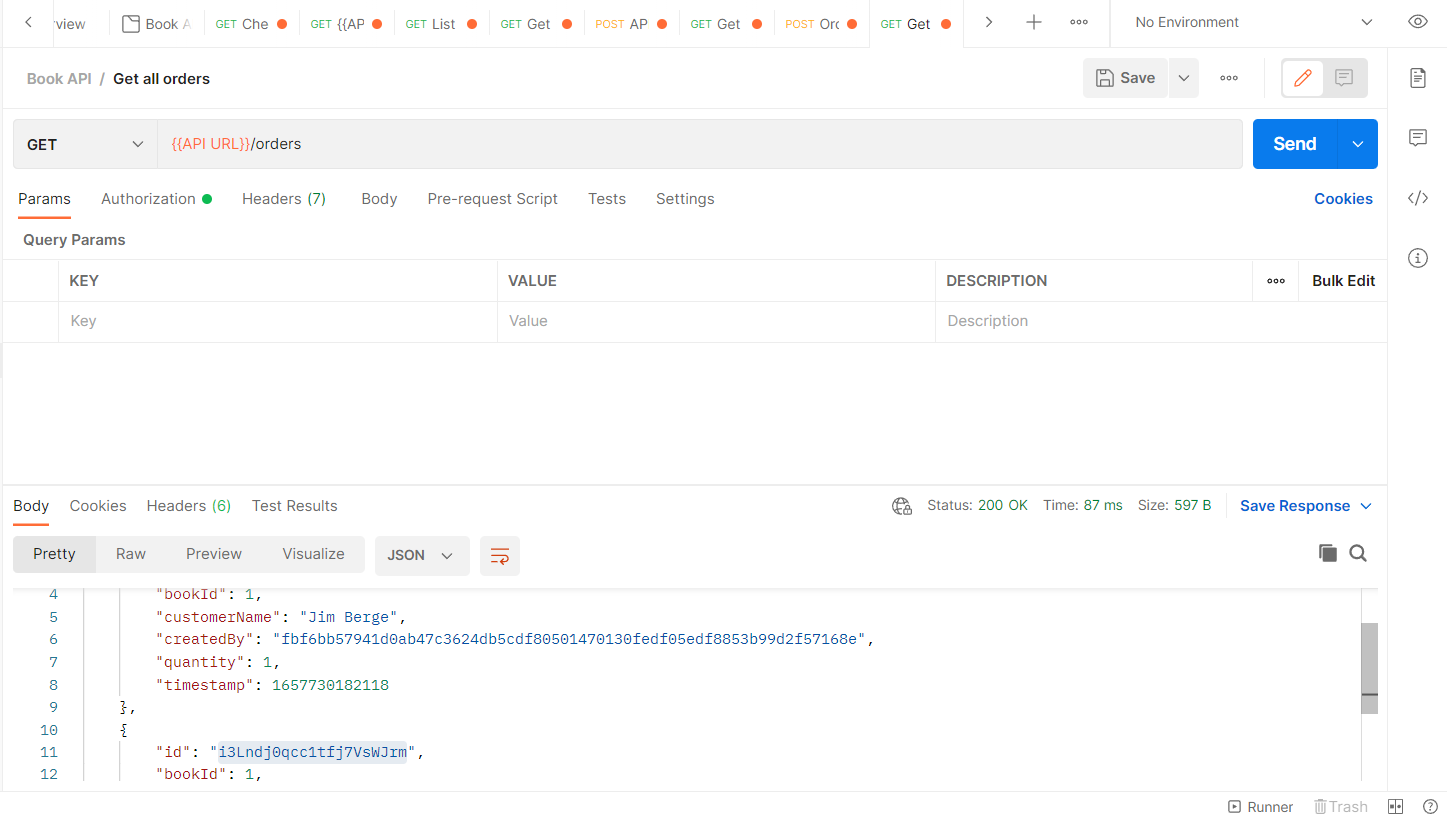 view Book A GET Che GET {{AP GET List GET Get POST AP GET Get POST Orc GET Get No Environment
Book API / Get all orders Save
GET {{API URL}}/orders Send
Params Authorization Headers (7) Body Pre-request Script Tests Settings Cookies
Query Params
KEY VALUE DESCRIPTION Bulk Edit
Key Value Description
Body Cookies Headers (6) Test Results Status: 200 OK Time: 87 ms Size: 597 B Save Response
Pretty Raw Preview Visualize JSON
4 "bookId": 1,
5 "customerName": "Jim Berge",
6 "createdBy": "fbf6bb57941d0ab47c3624db5cdf80501470130fedf05edf8853b99d2f57168e",
7 "quantity": 1,
8 "timestamp": 1657730182118
9 },
10 {
11 "id": "i3Lndj0qcc1tfj7VsWJrm",
12 "bookId": 1,
Runner Trash